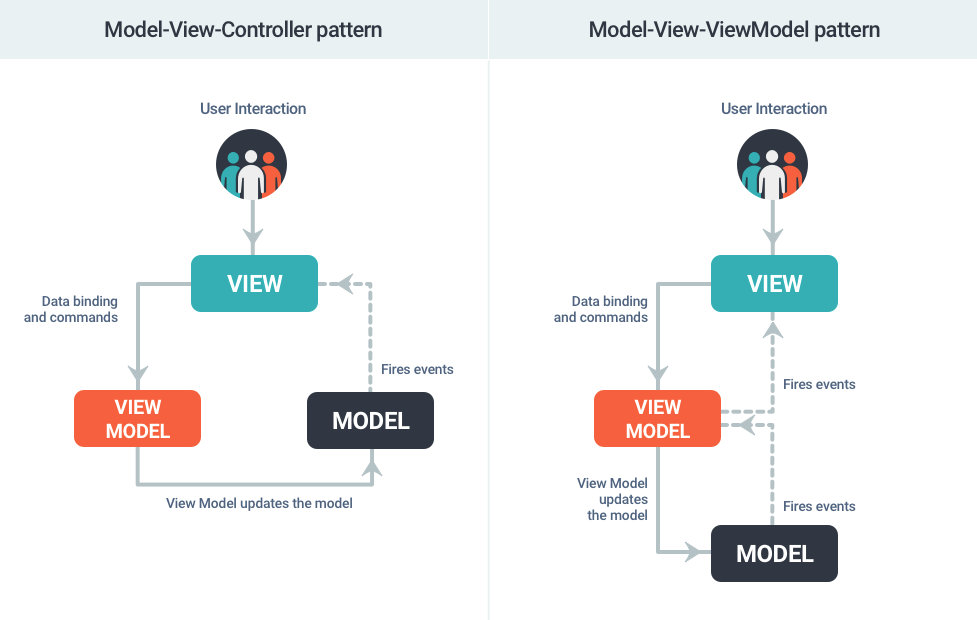 Model-View-Controller pattern
User Interaction
VIEW
Data binding
and commands
Fires events
VIEW
MODEL
MODEL
View Model updates the model
Model-View-ViewModel pattern
User Interaction
VIEW
Data binding
and commands
Fires events
VIEW
MODEL
View Model
updates
the model
Fires events
MODEL